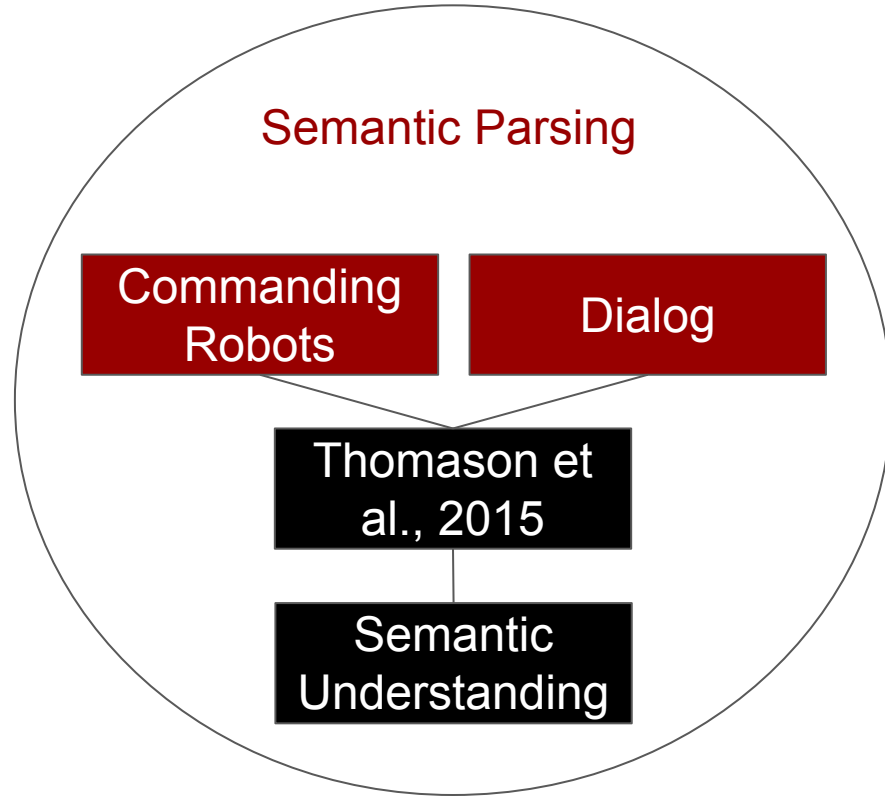 Semantic Parsing
Commanding
Robots
Dialog
Thomason et
al., 2015
Semantic
Understanding